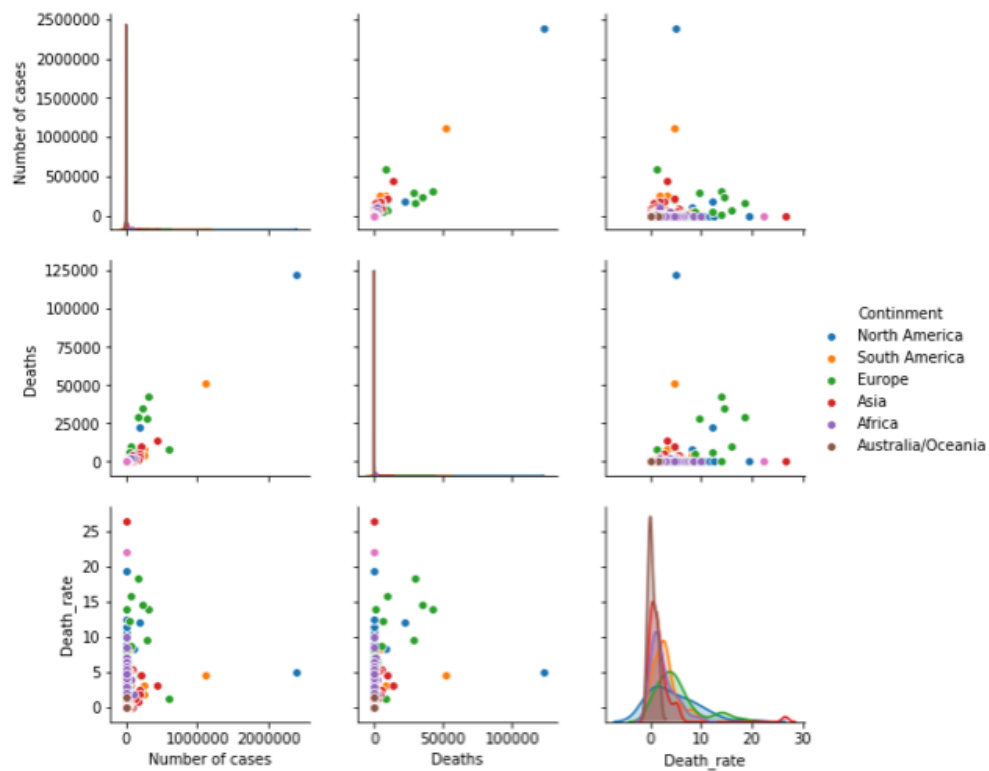 2500000
2000000
1500000
1000000
500000
0
Number of cases
125000
100000
75000
50000
25000
0
Deaths
Continment
North America
South America
Europe
Asia
Africa
Australia/Oceania
25
20
15
10
5
0
Death_rate
0 1000000 2000000
Number of cases
0 50000 100000
Deaths
0 10 20 30
Death_rate